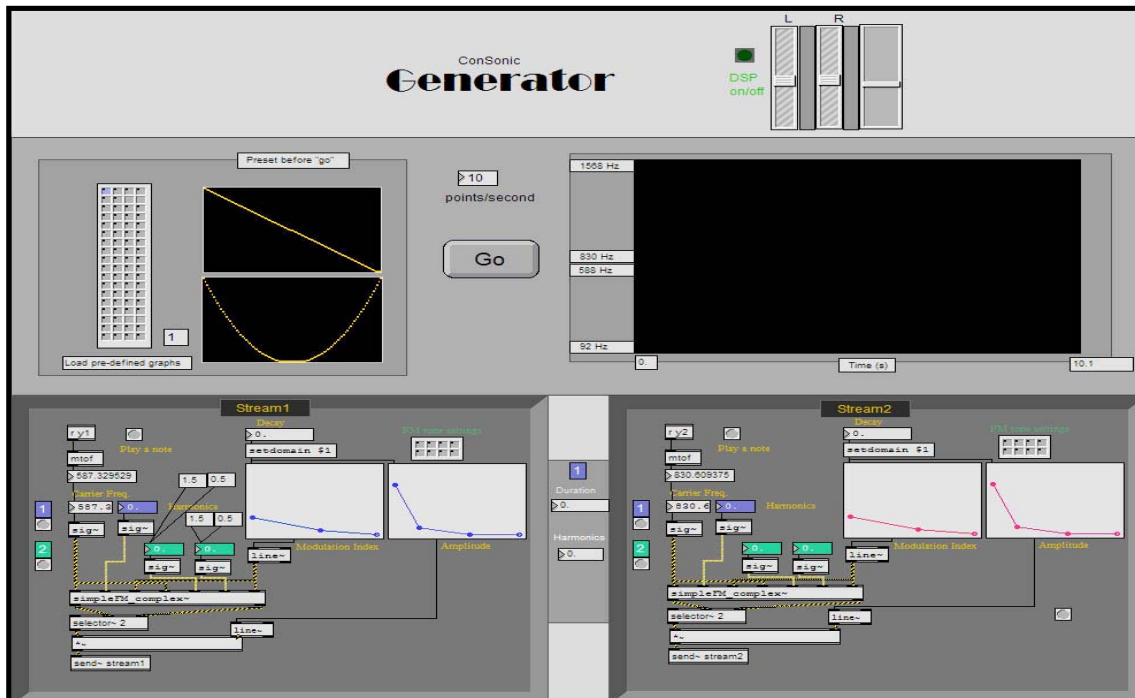 L R
ConSonic
Generator
DSP
on/off
Preset before "go"
10
points/second
Go
1
Load pre-defined graphs
1568 Hz
830 Hz
588 Hz
92 Hz
0.
Time (s)
10.1
Stream1
r y1
Play a note
mtof
587.329529
Carrier Freq.
1
587.3
0.
Harmonics
1.5 0.5
1.5 0.5
sig~
sig~
2
0.
0.
sig~
sig~
Decay
0.
setdomain $1
FM tone settings
line~
Modulation Index
Amplitude
simpleFM_complex~
selector~ 2
line~
*~
send~ stream1
1
Duration
0.
Harmonics
0.
Stream2
r y2
Play a note
mtof
830.609375
Carrier Freq.
1
830.6
0.
Harmonics
sig~
sig~
2
0.
0.
sig~
sig~
Decay
0.
setdomain $1
FM tone settings
line~
Modulation Index
Amplitude
simpleFM_complex~
selector~ 2
line~
*~
send~ stream2